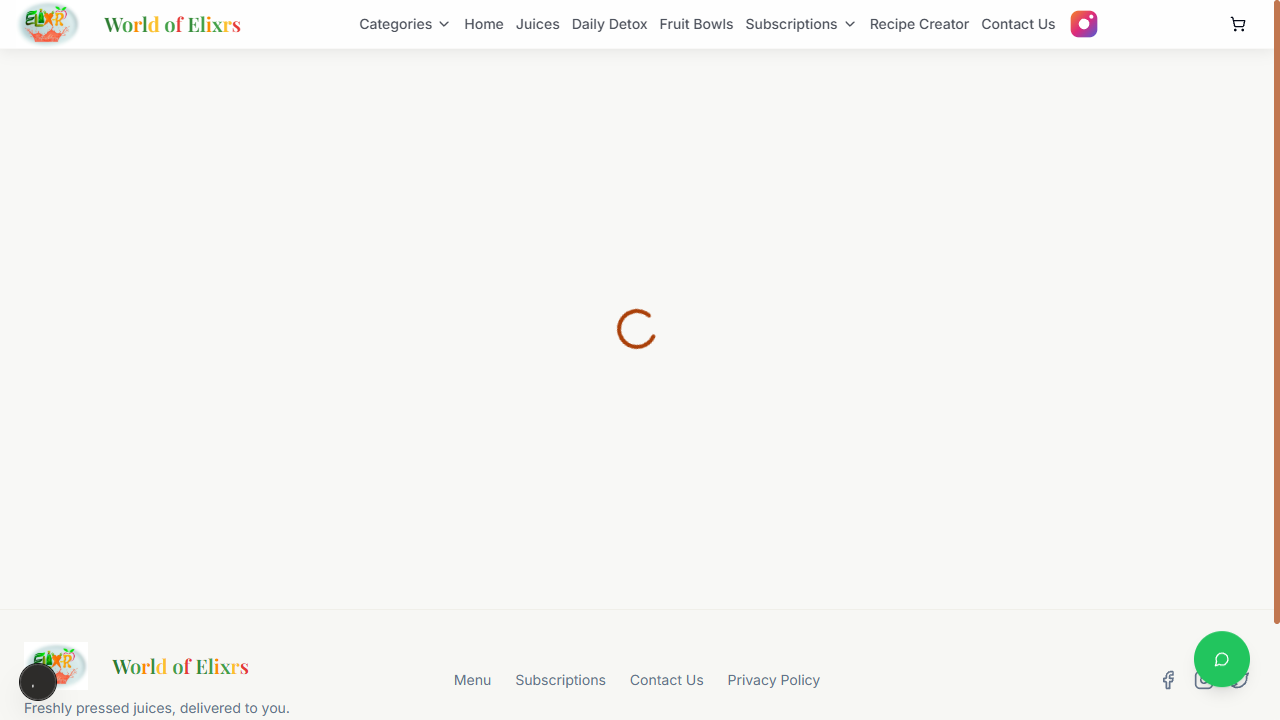 ELIXR
World of Elixrs
Categories
Home
Juices
Daily Detox
Fruit Bowls
Subscriptions
Recipe Creator
Contact Us
ELIXR
World of Elixrs
Freshly pressed juices, delivered to you.
Menu
Subscriptions
Contact Us
Privacy Policy